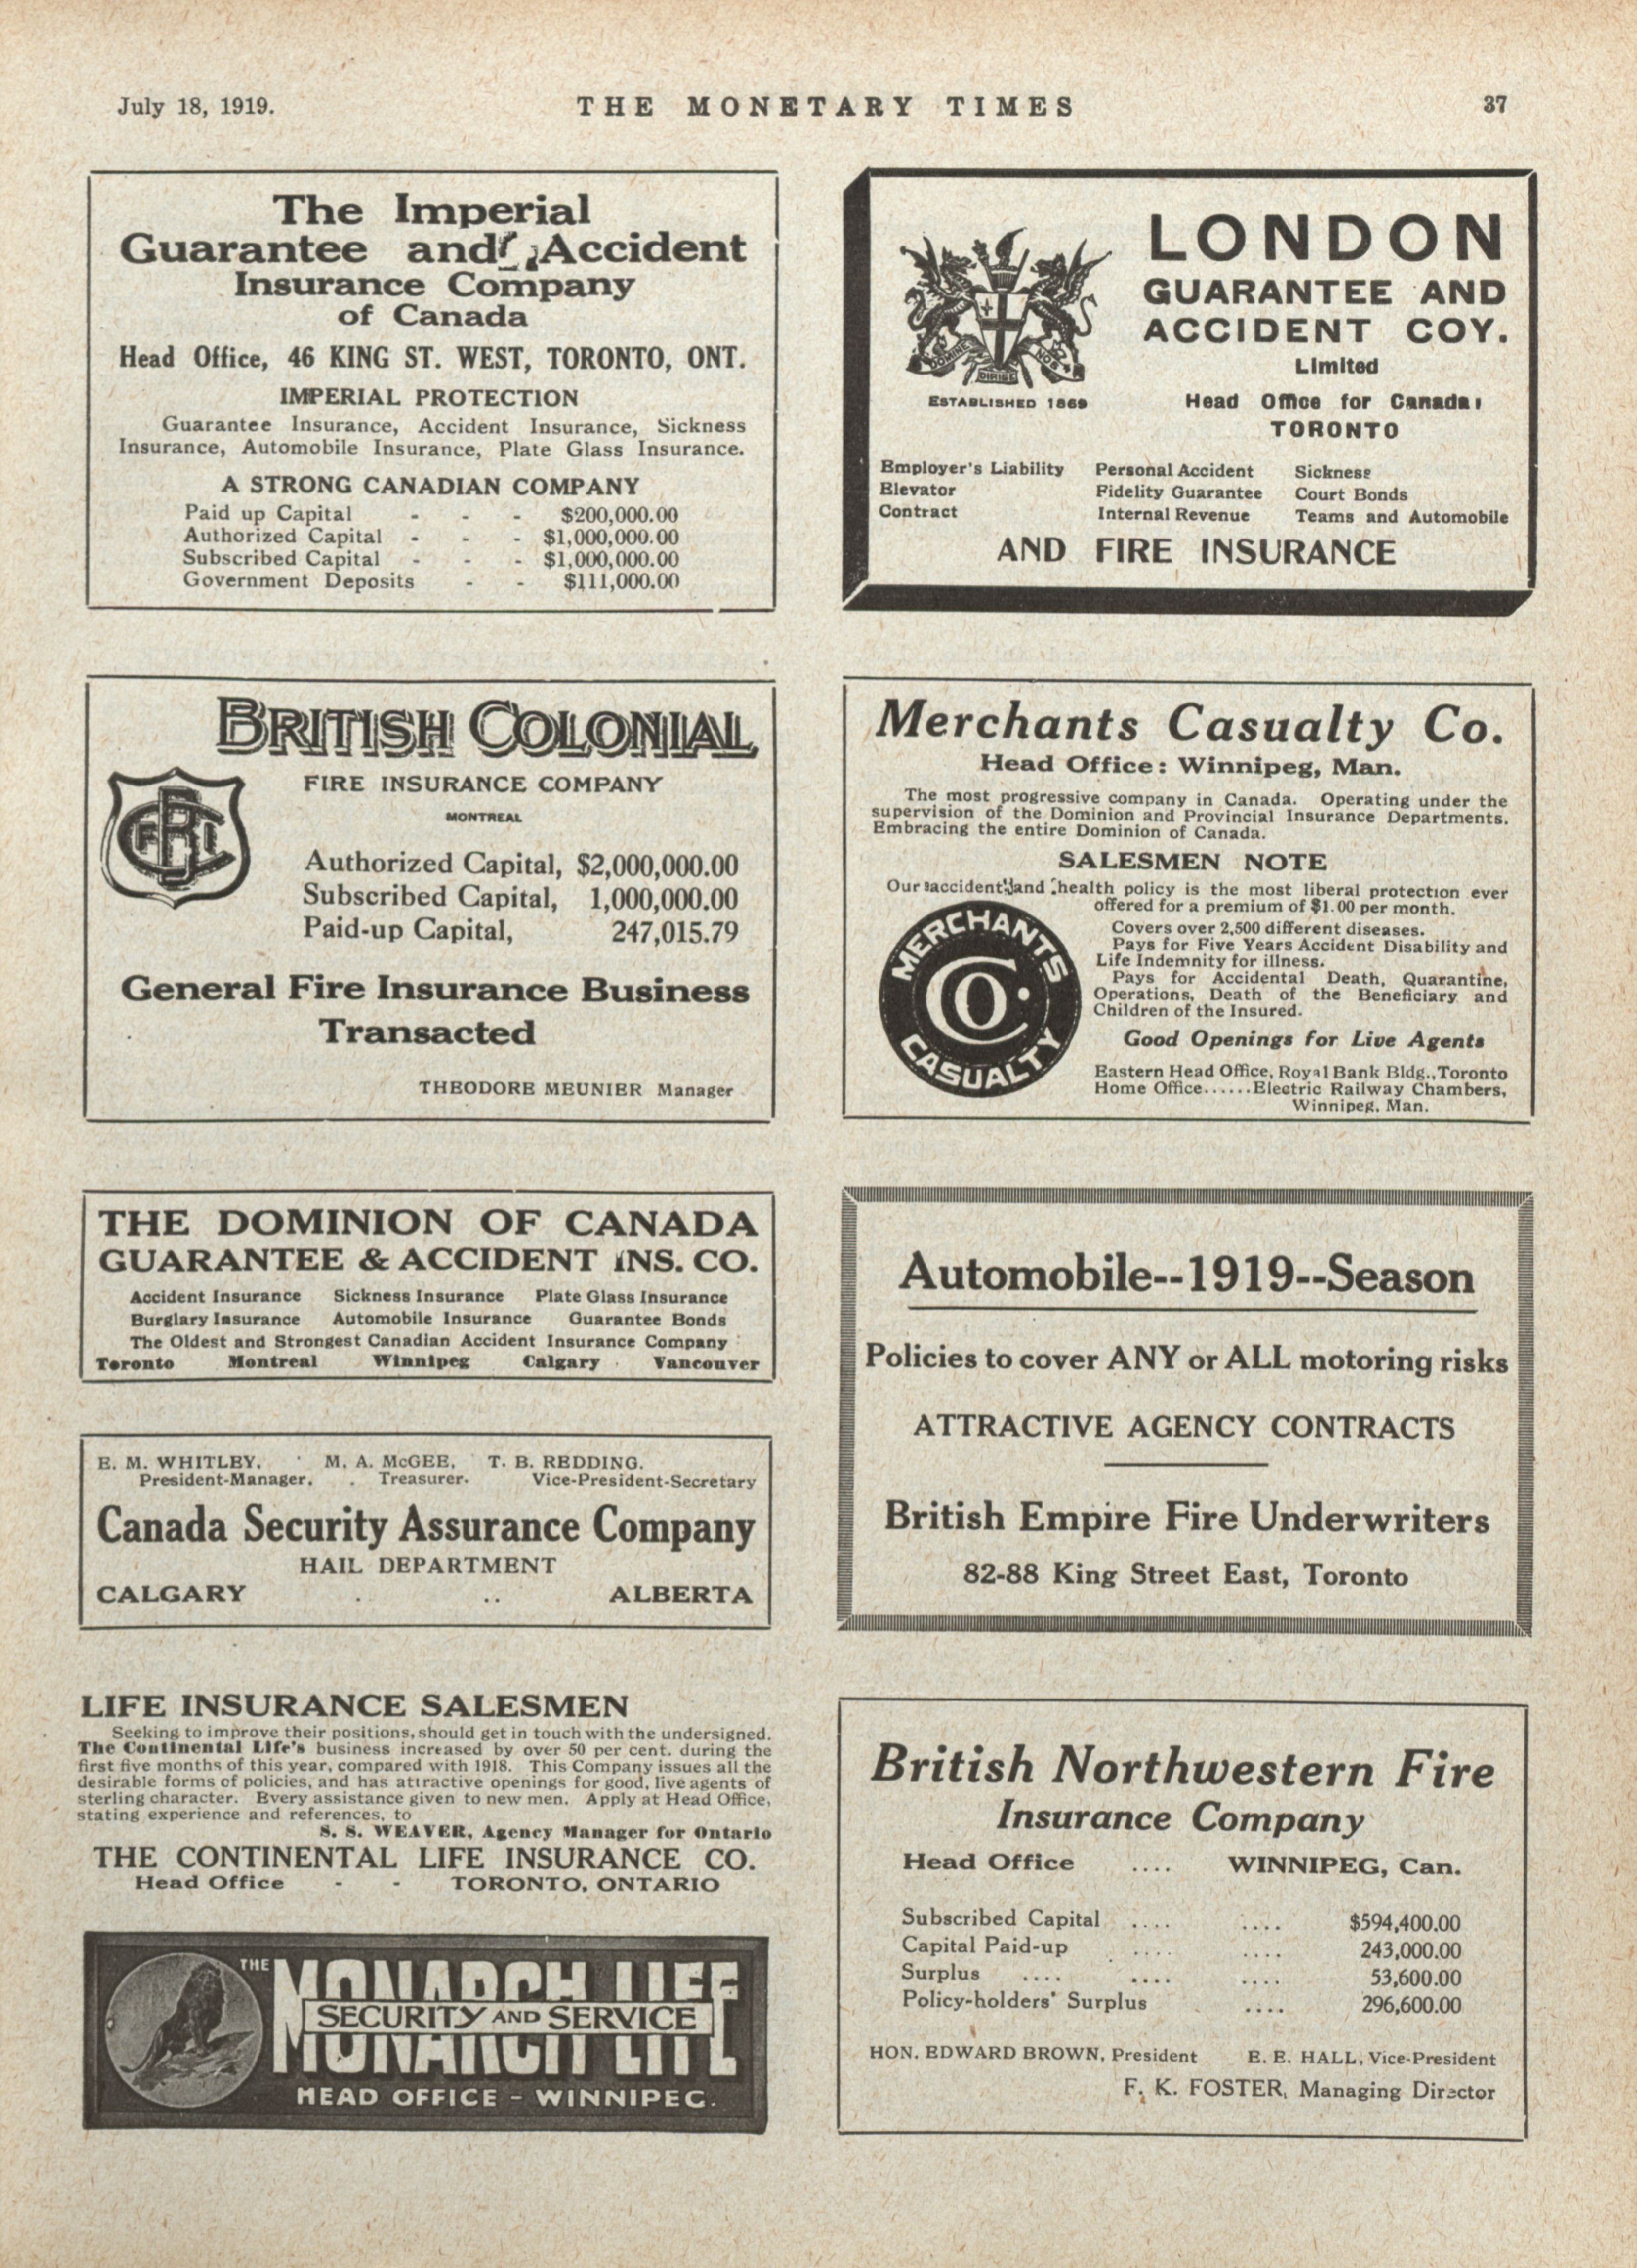 July 18, 1919.
THE MONETARY TIMES
37
The Imperial
Guarantee and Accident
Insurance Company
of Canada
Head Office, 46 KING ST. WEST, TORONTO, ONT.
IMPERIAL PROTECTION
Guarantee Insurance, Accident Insurance, Sickness
Insurance, Automobile Insurance, Plate Glass Insurance.
A STRONG CANADIAN COMPANY
Paid up Capital - - - $200,000.00
Authorized Capital - - - $1,000,000.00
Subscribed Capital - - - $1,000,000.00
Government Deposits - - $111,000.00
BRITISH COLONIAL
FIRE INSURANCE COMPANY
MONTREAL
Authorized Capital, $2,000,000.00
Subscribed Capital, 1,000,000.00
Paid-up Capital, 247,015.79
General Fire Insurance Business
Transacted
THEODORE MEUNIER Manager
THE DOMINION OF CANADA
GUARANTEE & ACCIDENT INS. CO.
Accident Insurance Sickness Insurance Plate Glass Insurance
Burglary Insurance Automobile Insurance Guarantee Bonds
The Oldest and Strongest Canadian Accident Insurance Company
Toronto Montreal Winnipeg Calgary Vancouver
E. M. WHITLEY, M. A. McGEE, T. B. REDDING,
President-Manager. Treasurer. Vice-President-Secretary
Canada Security Assurance Company
HAIL DEPARTMENT
CALGARY .. ALBERTA
LIFE INSURANCE SALESMEN
Seeking to improve their positions, should get in touch with the undersigned.
The Continental Life's business increased by over 50 per cent. during the
first five months of this year, compared with 1918. This Company issues all the
desirable forms of policies, and has attractive openings for good, live agents of
sterling character. Every assistance given to new men. Apply at Head Office,
stating experience and references, to
S. S. WEAVER, Agency Manager for Ontario
THE CONTINENTAL LIFE INSURANCE CO.
Head Office - - TORONTO, ONTARIO
THE MONARCH LIFE
SECURITY AND SERVICE
MONARCH LIFE
HEAD OFFICE - WINNIPEG.
LONDON
GUARANTEE AND
ACCIDENT COY.
Limited
DOMINE DIRIGE NOS
ESTABLISHED 1869
Head Office for Canada:
TORONTO
Employer's Liability Personal Accident Sickness
Elevator Fidelity Guarantee Court Bonds
Contract Internal Revenue Teams and Automobile
AND FIRE INSURANCE
Merchants Casualty Co.
Head Office: Winnipeg, Man.
The most progressive company in Canada. Operating under the
supervision of the Dominion and Provincial Insurance Departments.
Embracing the entire Dominion of Canada.
SALESMEN NOTE
Our accident and health policy is the most liberal protection ever
offered for a premium of $1.00 per month.
Covers over 2,500 different diseases.
Pays for Five Years Accident Disability and
Life Indemnity for illness.
Pays for Accidental Death, Quarantine,
Operations, Death of the Beneficiary and
Children of the Insured.
Good Openings for Live Agents
Eastern Head Office, Royal Bank Bldg., Toronto
Home Office......Electric Railway Chambers,
Winnipeg, Man.
MERCHANTS
CO.
CASUALTY
Automobile--1919--Season
Policies to cover ANY or ALL motoring risks
ATTRACTIVE AGENCY CONTRACTS
British Empire Fire Underwriters
82-88 King Street East, Toronto
British Northwestern Fire
Insurance Company
Head Office .... WINNIPEG, Can.
Subscribed Capital .... .... $594,400.00
Capital Paid-up .... .... 243,000.00
Surplus .... .... .... 53,600.00
Policy-holders' Surplus .... 296,600.00
HON. EDWARD BROWN, President E. E. HALL, Vice-President
F. K. FOSTER, Managing Director